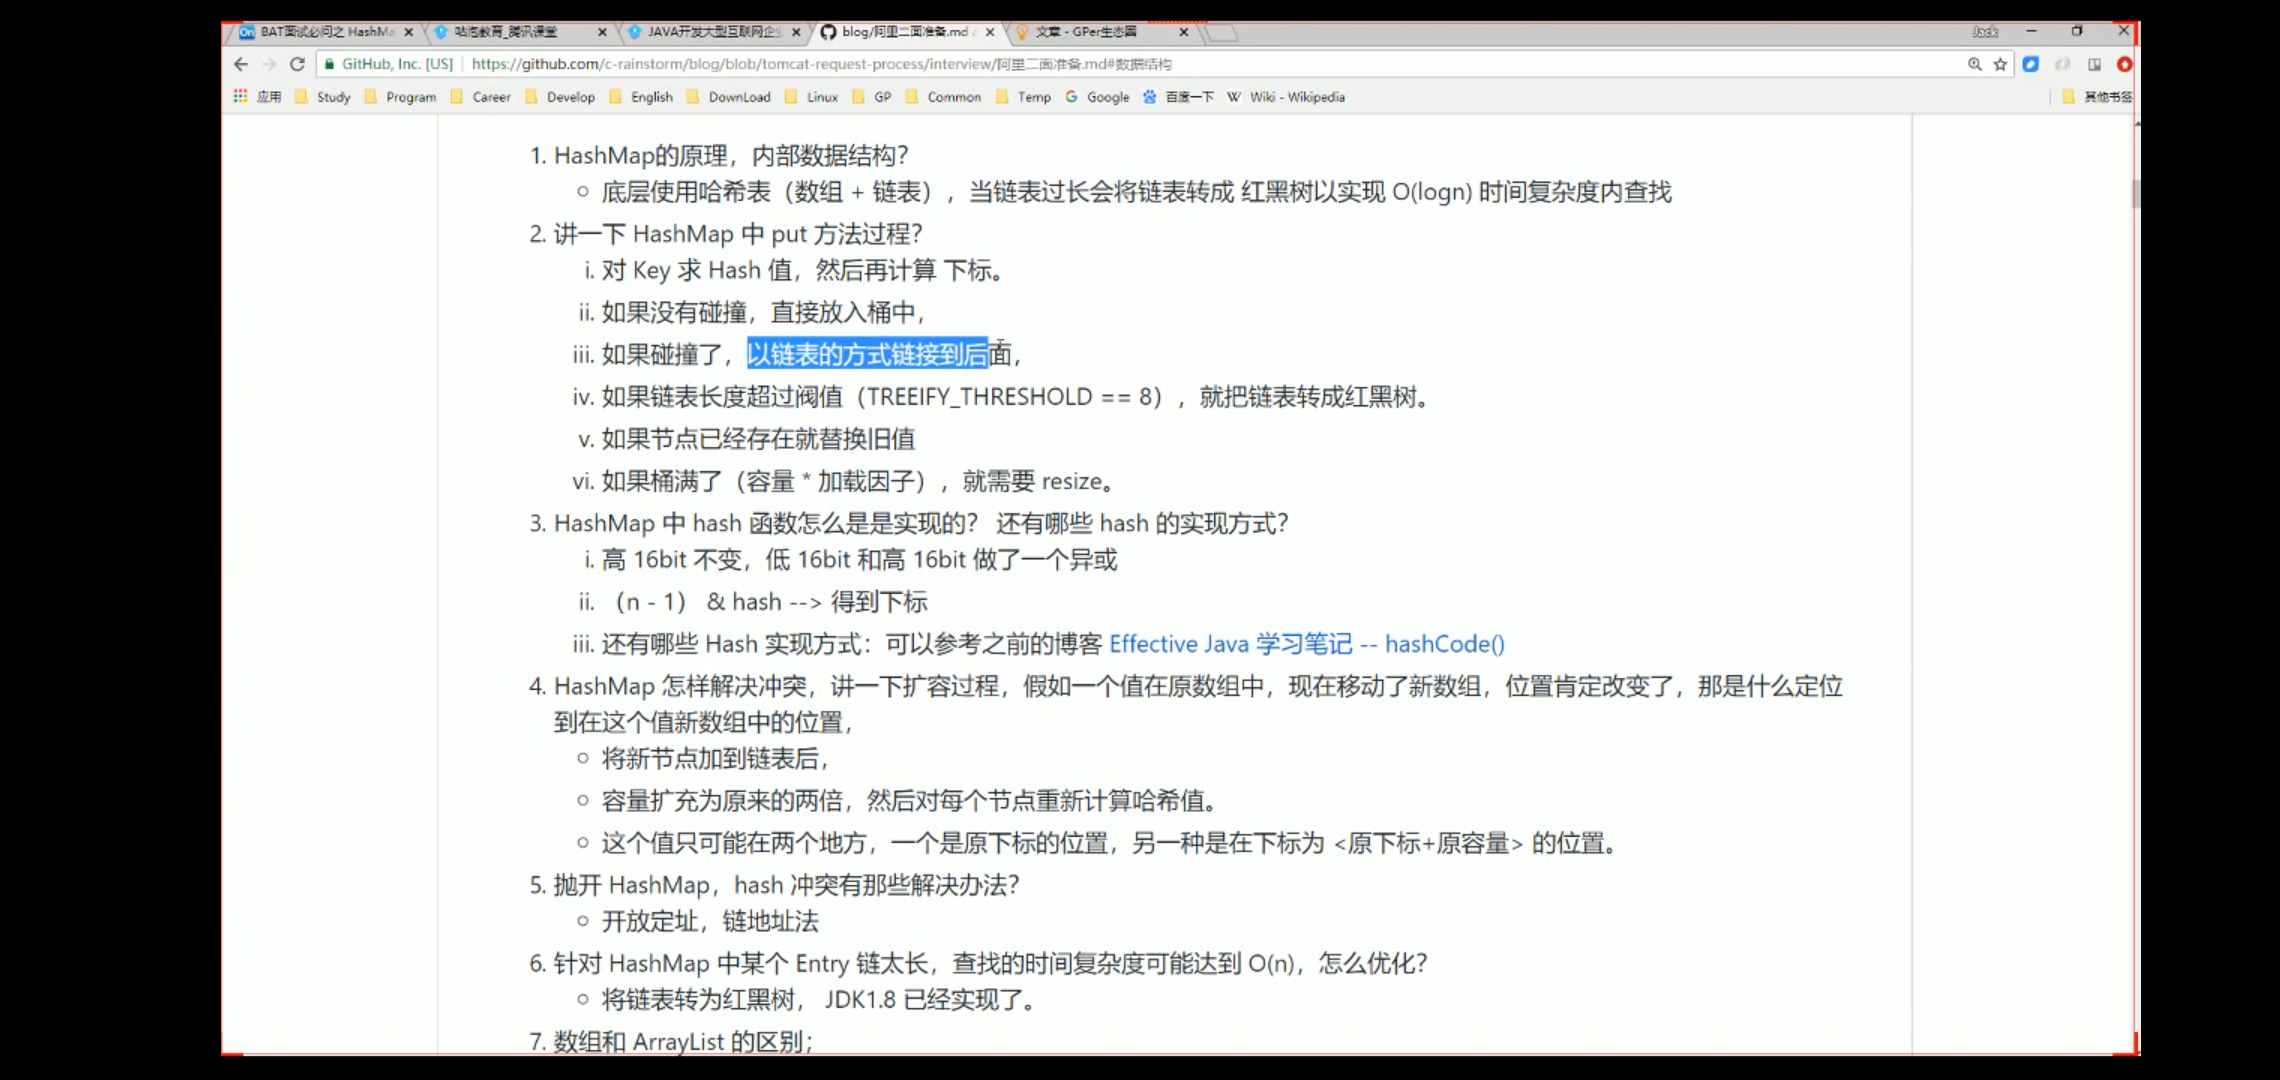 BAT面试必问之 HashMa
咕泡教育_腾讯课堂
JAVA开发大型互联网企业
blog/阿里二面准备.md
文章 - GPer生态圈
GitHub, Inc. [US] https://github.com/c-rainstorm/blog/blob/tomcat-request-process/interview/阿里二面准备.md#数据结构
应用 Study Program Career Develop English DownLoad Linux GP Common Temp Google 百度一下 Wiki - Wikipedia 其他书签
1. HashMap的原理，内部数据结构？
底层使用哈希表（数组 + 链表），当链表过长会将链表转成 红黑树以实现 O(logn) 时间复杂度内查找
2. 讲一下 HashMap 中 put 方法过程？
i. 对 Key 求 Hash 值，然后再计算 下标。
ii. 如果没有碰撞，直接放入桶中，
iii. 如果碰撞了，以链表的方式链接到后面，
iv. 如果链表长度超过阀值（TREEIFY_THRESHOLD == 8），就把链表转成红黑树。
v. 如果节点已经存在就替换旧值
vi. 如果桶满了（容量 * 加载因子），就需要 resize。
3. HashMap 中 hash 函数怎么是是实现的？ 还有哪些 hash 的实现方式？
i. 高 16bit 不变，低 16bit 和高 16bit 做了一个异或
ii. （n - 1） & hash --> 得到下标
iii. 还有哪些 Hash 实现方式：可以参考之前的博客 Effective Java 学习笔记 -- hashCode()
4. HashMap 怎样解决冲突，讲一下扩容过程，假如一个值在原数组中，现在移动了新数组，位置肯定改变了，那是什么定位
到在这个值新数组中的位置，
将新节点加到链表后，
容量扩充为原来的两倍，然后对每个节点重新计算哈希值。
这个值只可能在两个地方，一个是原下标的位置，另一种是在下标为 <原下标+原容量> 的位置。
5. 抛开 HashMap，hash 冲突有那些解决办法？
开放定址，链地址法
6. 针对 HashMap 中某个 Entry 链太长，查找的时间复杂度可能达到 O(n)，怎么优化？
将链表转为红黑树， JDK1.8 已经实现了。
7. 数组和 ArrayList 的区别；